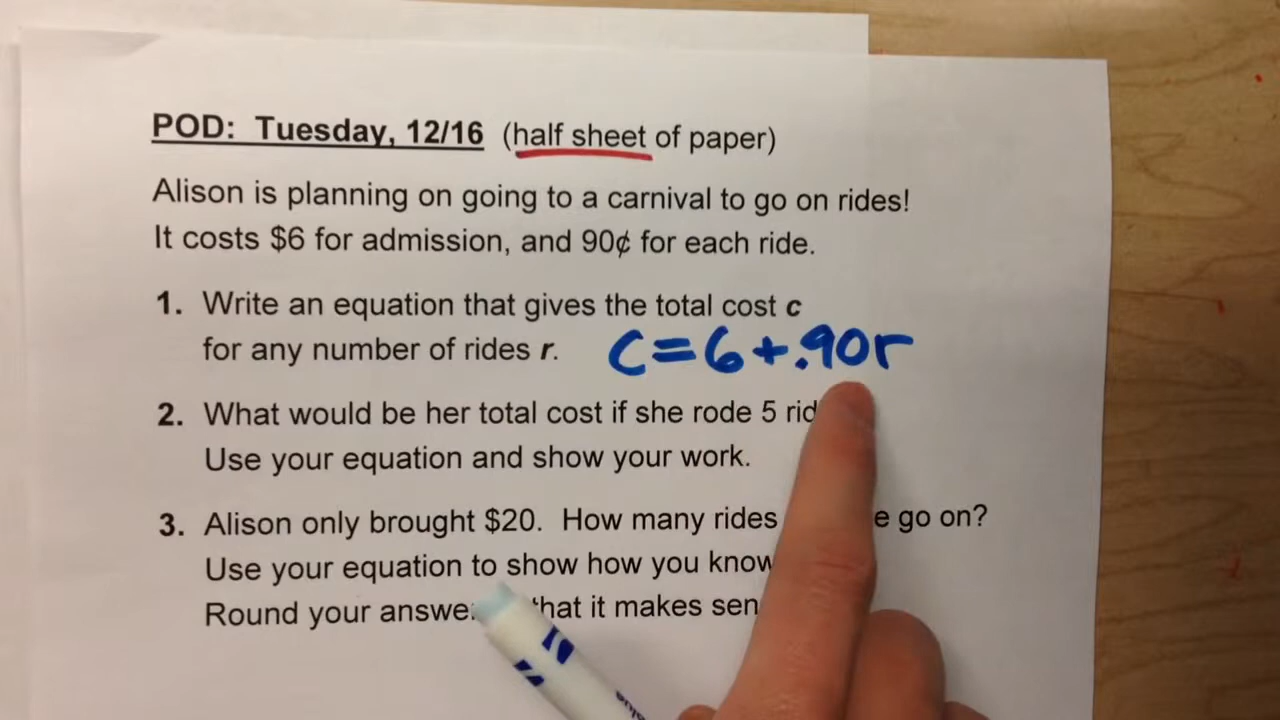 POD: Tuesday, 12/16 (half sheet of paper)
Alison is planning on going to a carnival to go on rides!
It costs $6 for admission, and 90¢ for each ride.
1. Write an equation that gives the total cost c
for any number of rides r. C=6+.90r
2. What would be her total cost if she rode 5
Use your equation and show your work.
3. Alison only brought $20. How many rides go on?
Use your equation to show how you know
Round your that it makes